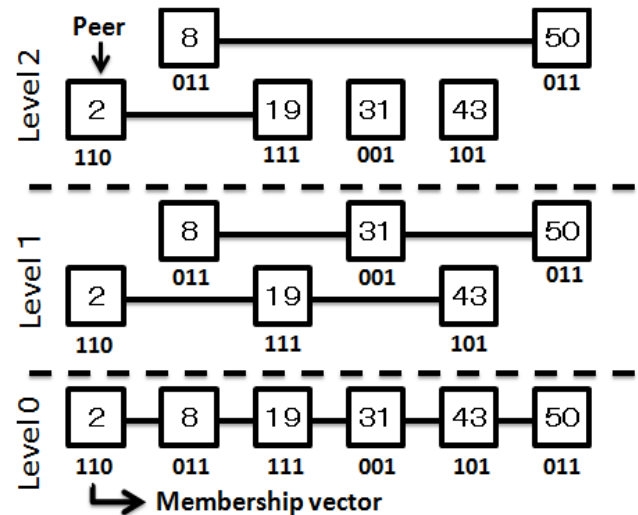 Peer
8 50
Level 2
011 011
2 19 31 43
110 111 001 101
8 31 50
Level 1
011 001 011
2 19 43
110 111 101
Level 0
2 8 19 31 43 50
110 011 111 001 101 011
Membership vector